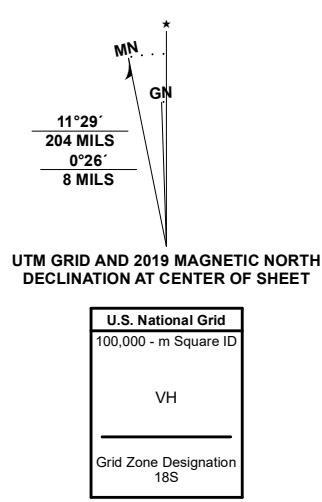 MN
GN
11°29´
204 MILS
0°26´
8 MILS
UTM GRID AND 2019 MAGNETIC NORTH
DECLINATION AT CENTER OF SHEET
U.S. National Grid
100,000 - m Square ID
VH
Grid Zone Designation
18S